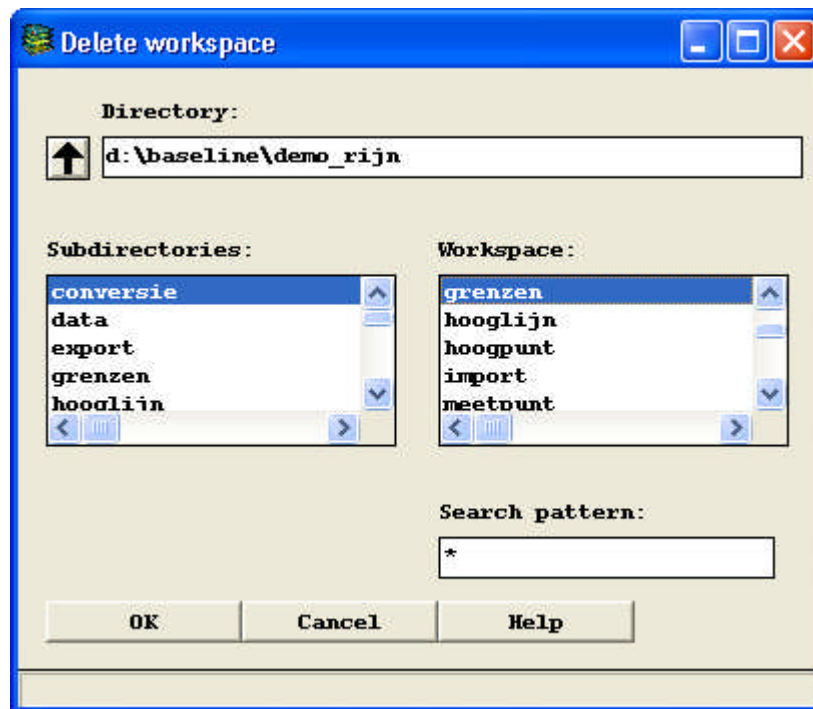 Delete workspace
Directory:
d:\baseline\demo_rijn
Subdirectories:
conversie
data
export
grenzen
hooglijn
Workspace:
grenzen
hooglijn
hoogpunt
import
meetpunt
Search pattern:
*
OK
Cancel
Help